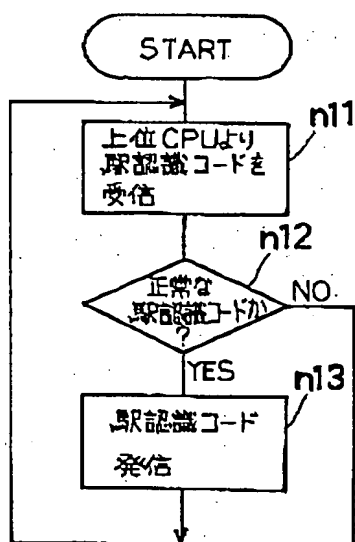 START
n11
上位CPUより
駅認識コードを
受信
n12
正常な
駅認識コードか
?
NO
YES
n13
駅認識コード
発信